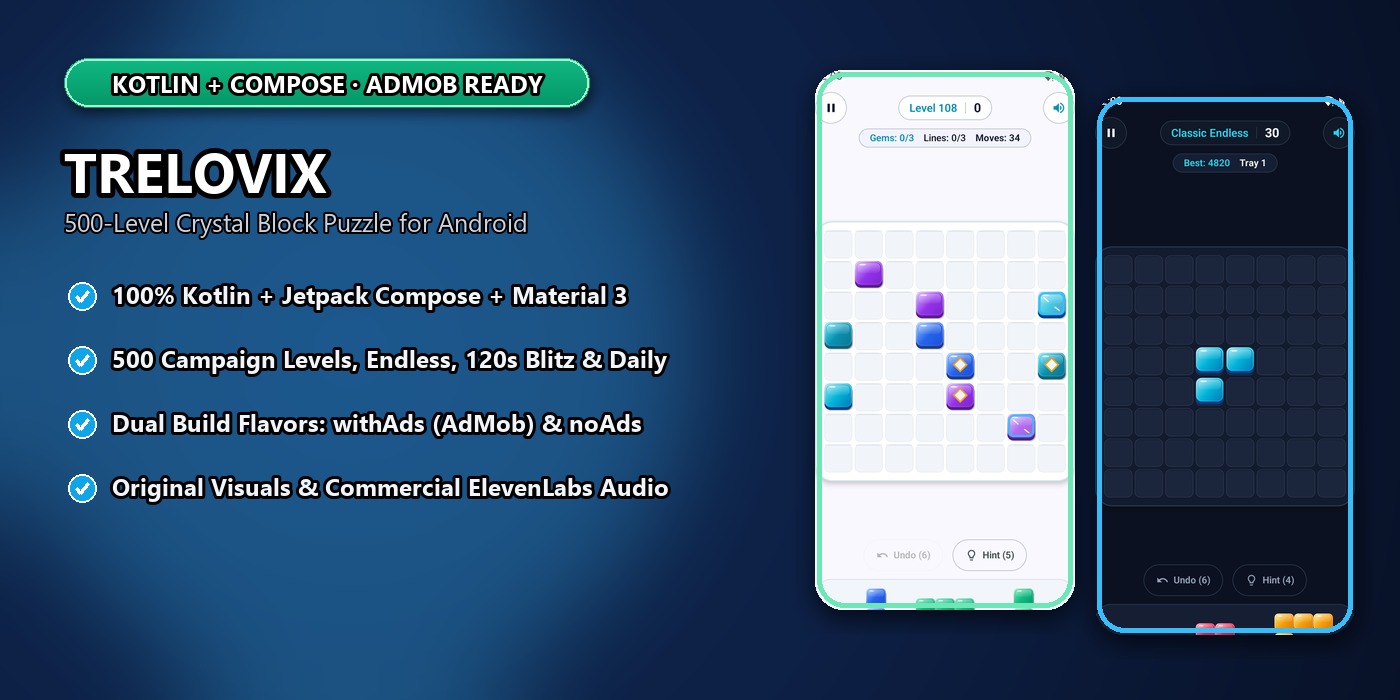 KOTLIN + COMPOSE · ADMOB READY
TRELOVIX
500-Level Crystal Block Puzzle for Android
100% Kotlin + Jetpack Compose + Material 3
500 Campaign Levels, Endless, 120s Blitz & Daily
Dual Build Flavors: withAds (AdMob) & noAds
Original Visuals & Commercial ElevenLabs Audio
Level 108 | 0
Gems: 0/3 Lines: 0/3 Moves: 34
Undo (6) Hint (5)
Classic Endless | 30
Best: 4820 Tray 1
Undo (6) Hint (4)